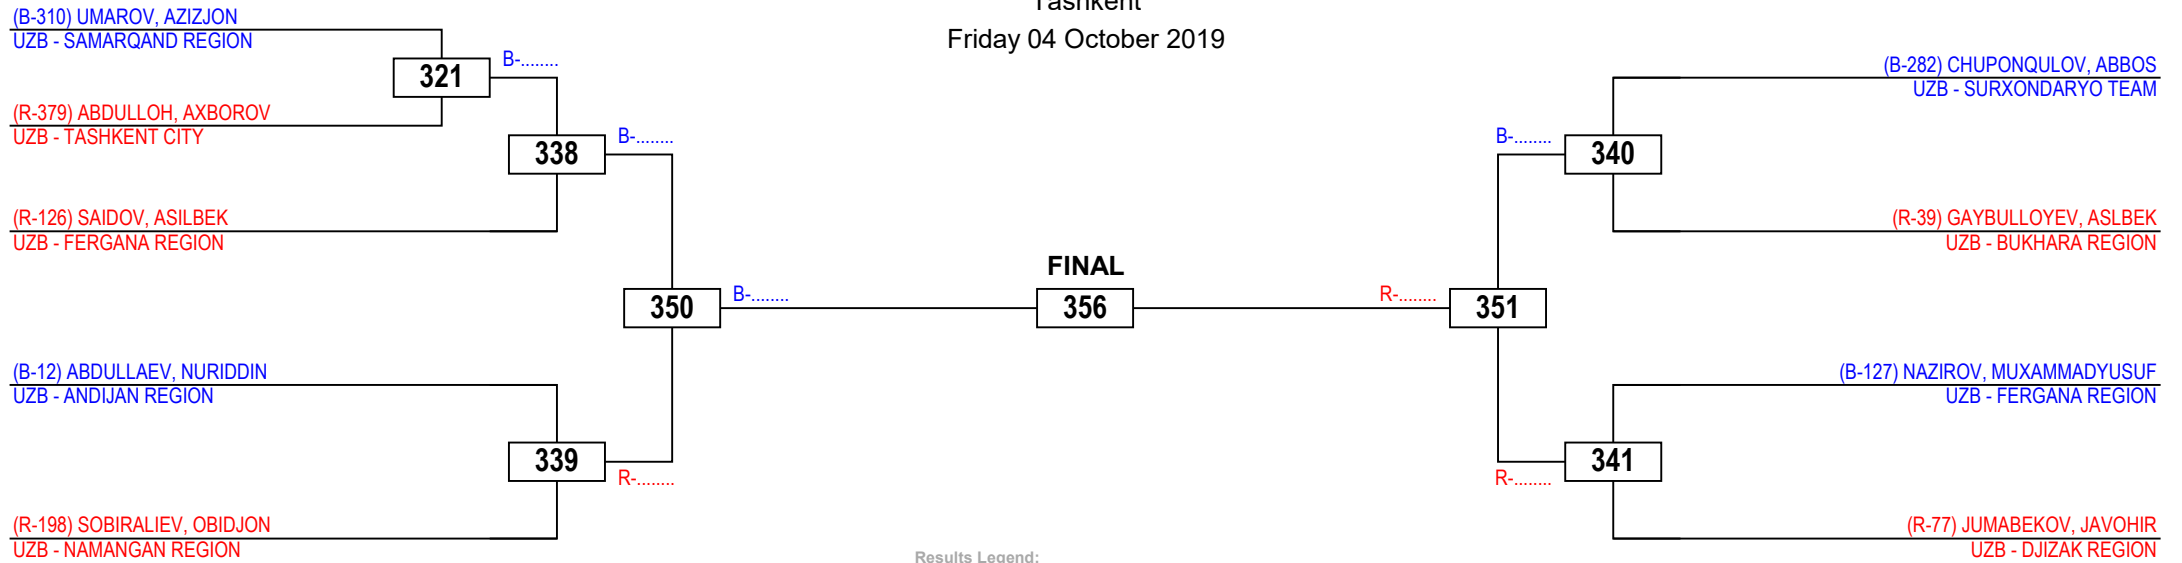 Tashkent
Friday 04 October 2019
(B-310) UMAROV, AZIZJON
UZB - SAMARQAND REGION
321
B-........
(R-379) ABDULLOH, AXBOROV
UZB - TASHKENT CITY
338
B-........
(R-126) SAIDOV, ASILBEK
UZB - FERGANA REGION
350
B-........
(B-12) ABDULLAEV, NURIDDIN
UZB - ANDIJAN REGION
339
R-........
(R-198) SOBIRALIEV, OBIDJON
UZB - NAMANGAN REGION
FINAL
356
(B-282) CHUPONQULOV, ABBOS
UZB - SURXONDARYO TEAM
B-........
340
(R-39) GAYBULLOYEV, ASLBEK
UZB - BUKHARA REGION
R-........
351
(B-127) NAZIROV, MUXAMMADYUSUF
UZB - FERGANA REGION
341
R-........
(R-77) JUMABEKOV, JAVOHIR
UZB - DJIZAK REGION
Results Legend: